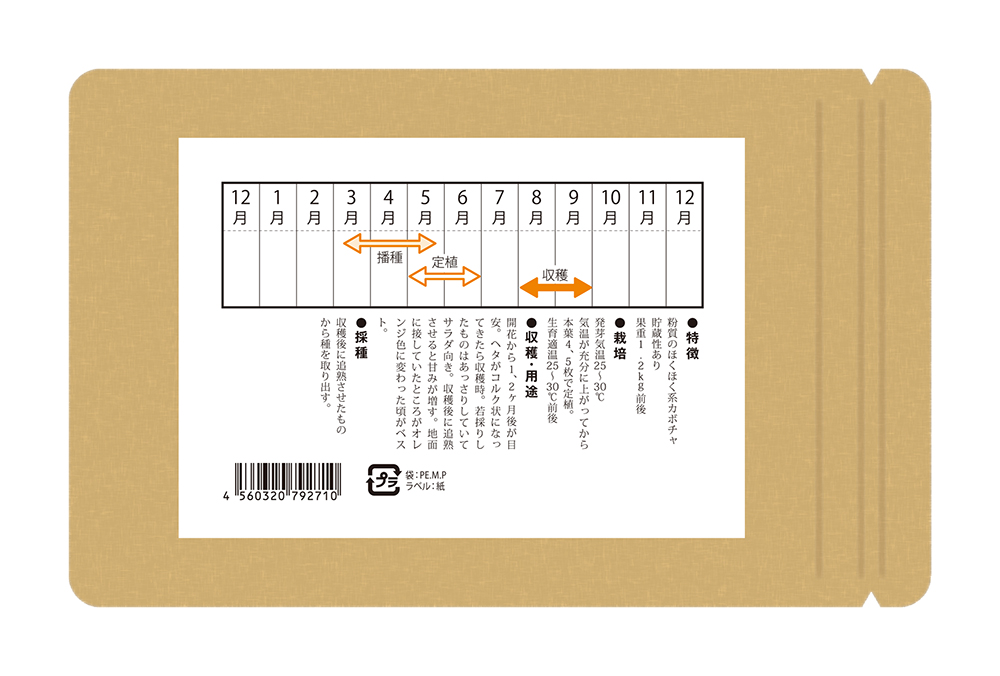 12月 1月 2月 3月 4月 5月 6月 7月 8月 9月 10月 11月 12月
播種
定植
収穫
●特徴
粉質のほくほく系カボチャ
貯蔵性あり
果重1.2kg前後
●栽培
発芽気温25～30℃
気温が充分に上がってから
本葉4、5枚で定植。
生育適温25～30℃前後
●収穫・用途
開花から1、2ヶ月後が目
安。ヘタがコルク状になっ
てきたら収穫時。若採りし
たものはあっさりしていて
サラダ向き。収穫後に追熟
させると甘みが増す。地面
に接していたところがオレ
ンジ色に変わった頃がベス
ト。
●採種
収穫後に追熟させたもの
から種を取り出す。
4 560320 792710
プラ
袋：PE.M.P
ラベル：紙